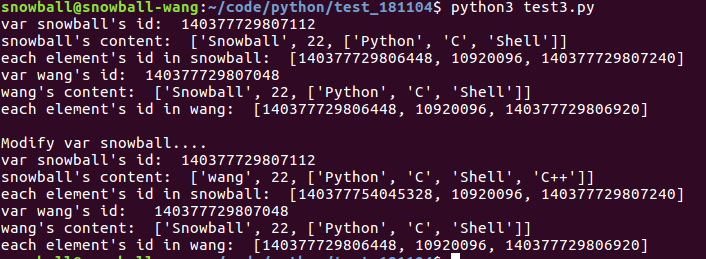 snowball@snowball-wang:~/code/python/test_181104$ python3 test3.py
var snowball's id:  140377729807112
snowball's content:  ['Snowball', 22, ['Python', 'C', 'Shell']]
each element's id in snowball:  [140377729806448, 10920096, 140377729807240]
var wang's id:  140377729807048
wang's content:  ['Snowball', 22, ['Python', 'C', 'Shell']]
each element's id in wang:  [140377729806448, 10920096, 140377729806920]

Modify var snowball....
var snowball's id:  140377729807112
snowball's content:  ['wang', 22, ['Python', 'C', 'Shell', 'C++']]
each element's id in snowball:  [140377754045328, 10920096, 140377729807240]
var wang's id:   140377729807048
wang's content:  ['Snowball', 22, ['Python', 'C', 'Shell']]
each element's id in wang:  [140377729806448, 10920096, 140377729806920]